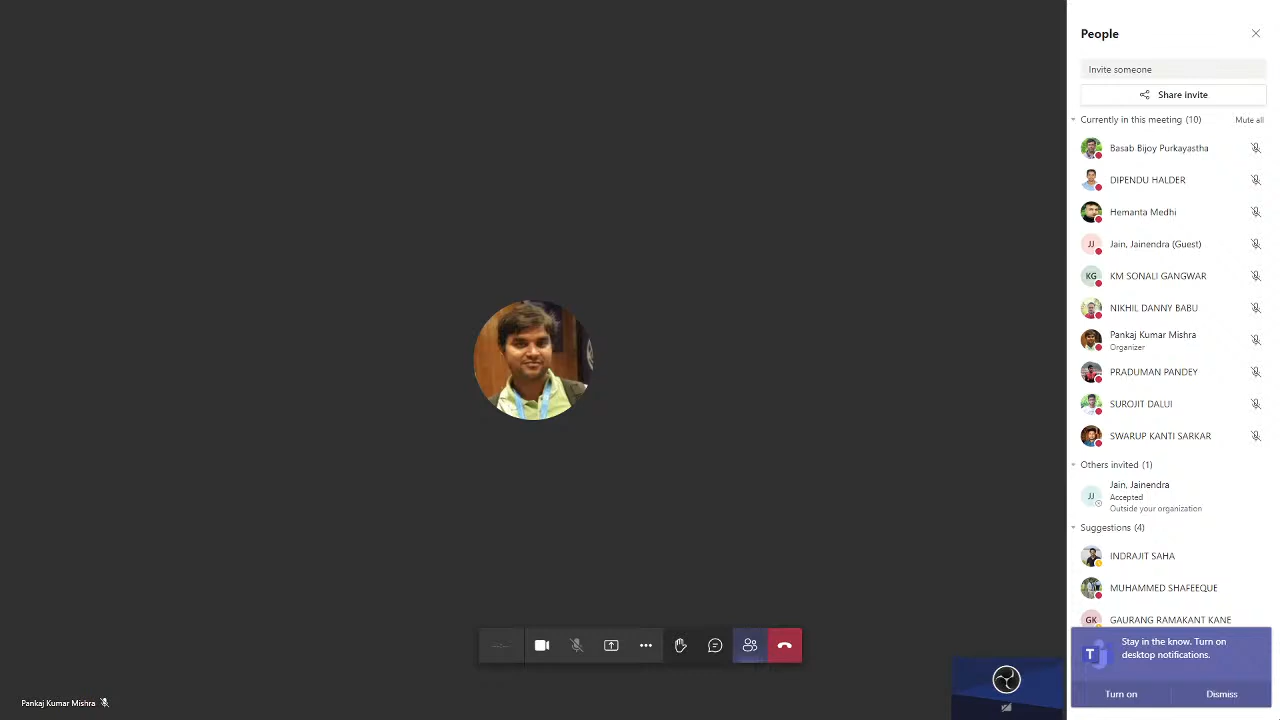 People
Invite someone
Share invite
Currently in this meeting (10)
Mute all
Basab Bijoy Purkayastha
DIPENDU HALDER
Hemanta Medhi
JJ
Jain, Jainendra (Guest)
KG
KM SONALI GANGWAR
NIKHIL DANNY BABU
Pankaj Kumar Mishra
Organizer
PRADUMAN PANDEY
SUROJIT DALUI
SWARUP KANTI SARKAR
Others invited (1)
JJ
Jain, Jainendra
Accepted
Outside your organization
Suggestions (4)
INDRAJIT SAHA
MUHAMMED SHAFEEQUE
GK
GAURANG RAMAKANT KANE
T
Stay in the know. Turn on
desktop notifications.
Turn on
Dismiss
--:--
Pankaj Kumar Mishra